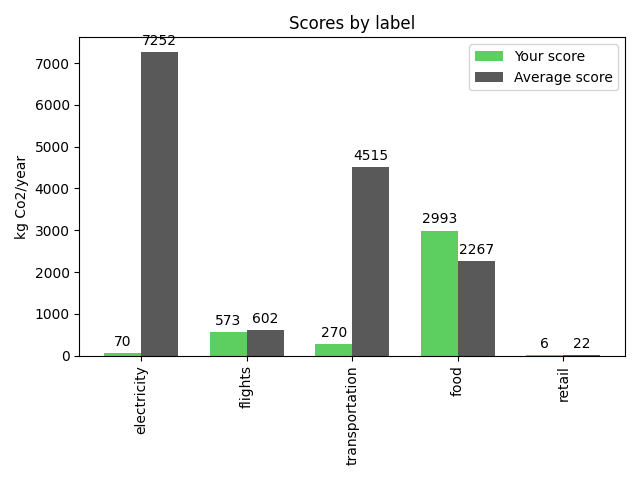 Scores by label
Your score
Average score
kg Co2/year
7000
6000
5000
4000
3000
2000
1000
0
70
7252
573
602
270
4515
2993
2267
6
22
electricity
flights
transportation
food
retail